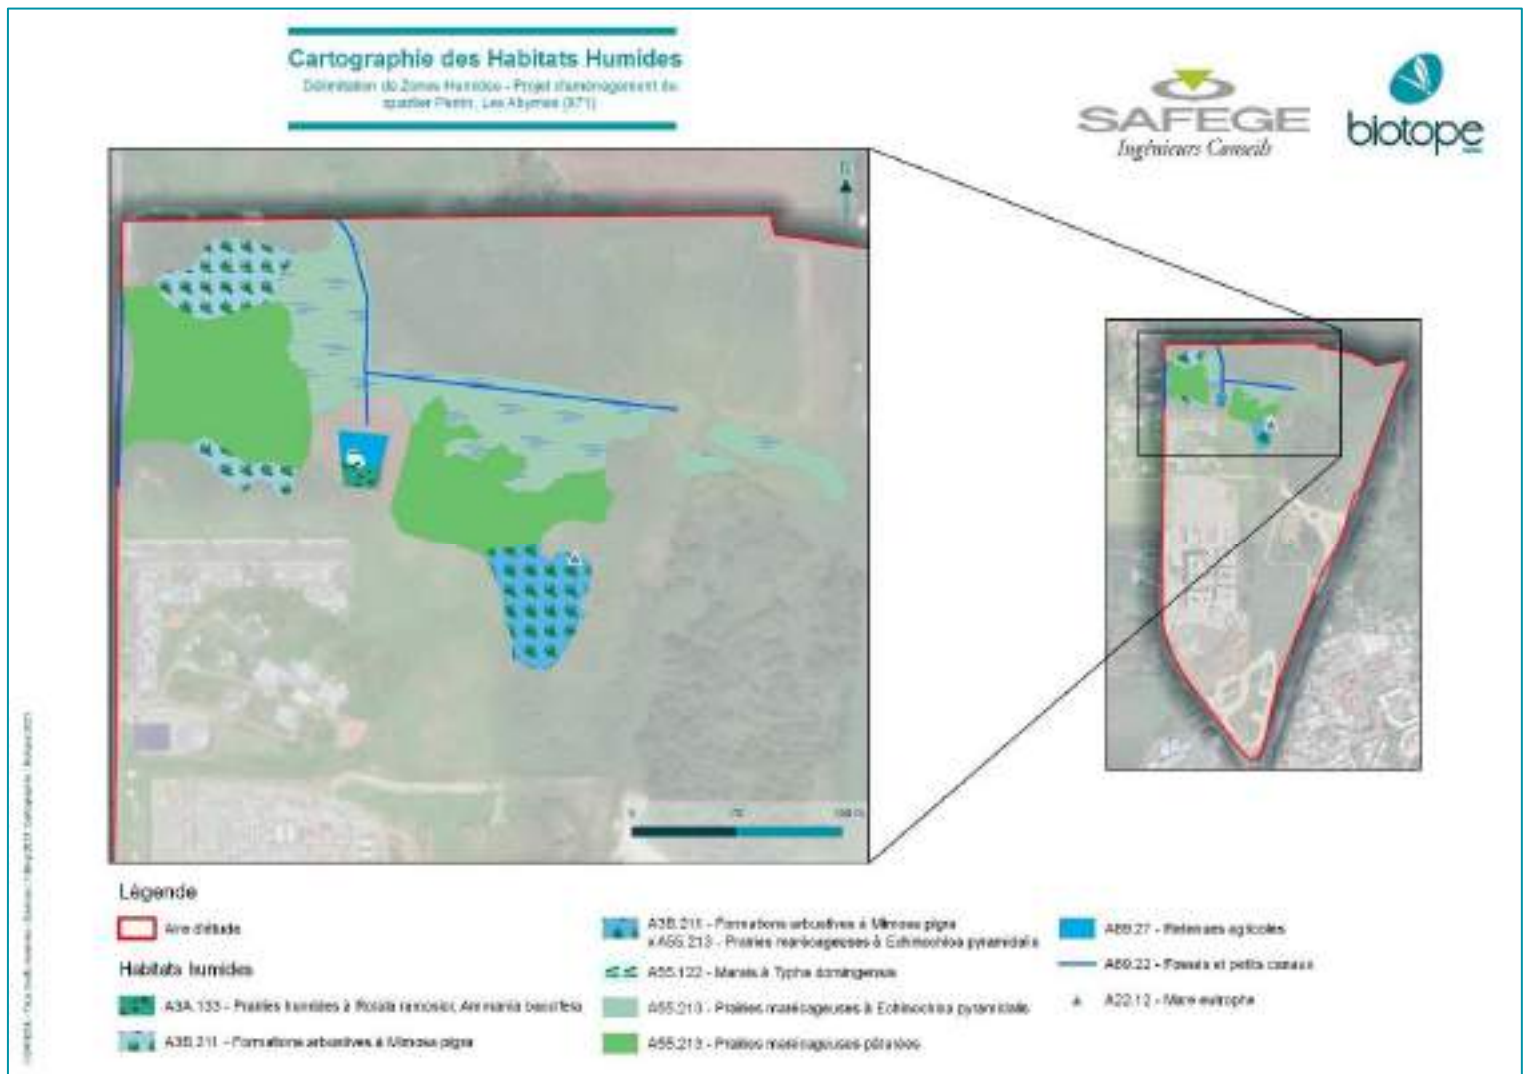 Cartographie des Habitats Humides
Délimitation de Zones Humides - Projet d'aménagement du
quartier Perrin, Les Abymes (971)
SAFEGE
Ingénieurs Conseils
biotope
N
0
Légende
Aire d'étude
Habitats humides
A3A.133 - Prairies humides à Rotala ramosior, Ammania baccifera
A3B.211 - Formations arbustives à Mimosa pigra
A3B.211 - Formations arbustives à Mimosa pigra
x A55.213 - Prairies marécageuses à Echinochloa pyramidalis
A55.122 - Marais à Typha domingensis
A55.213 - Prairies marécageuses à Echinochloa pyramidalis
A55.213 - Prairies marécageuses pâturées
A89.27 - Retenues agricoles
A89.22 - Fossés et petits canaux
A22.12 - Mare eutrophe